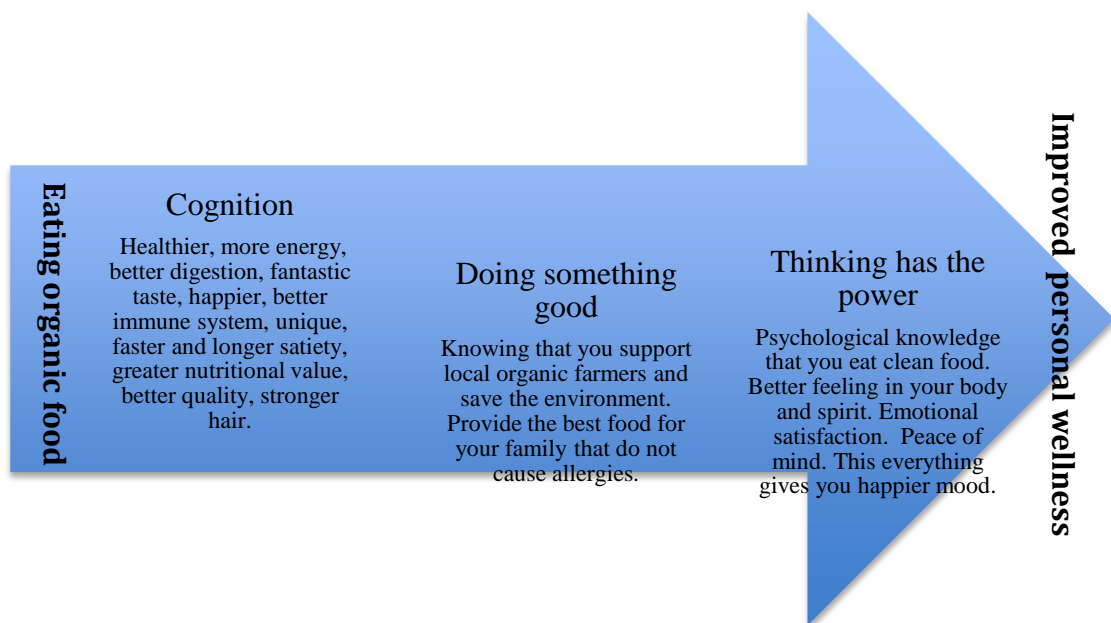 Eating organic food
Cognition
Healthier, more energy,
better digestion, fantastic
taste, happier, better
immune system, unique,
faster and longer satiety,
greater nutritional value,
better quality, stronger
hair.
Doing something
good
Knowing that you support
local organic farmers and
save the environment.
Provide the best food for
your family that do not
cause allergies.
Thinking has the
power
Psychological knowledge
that you eat clean food.
Better feeling in your body
and spirit. Emotional
satisfaction.  Peace of
mind. This everything
gives you happier mood.
Improved  personal wellness